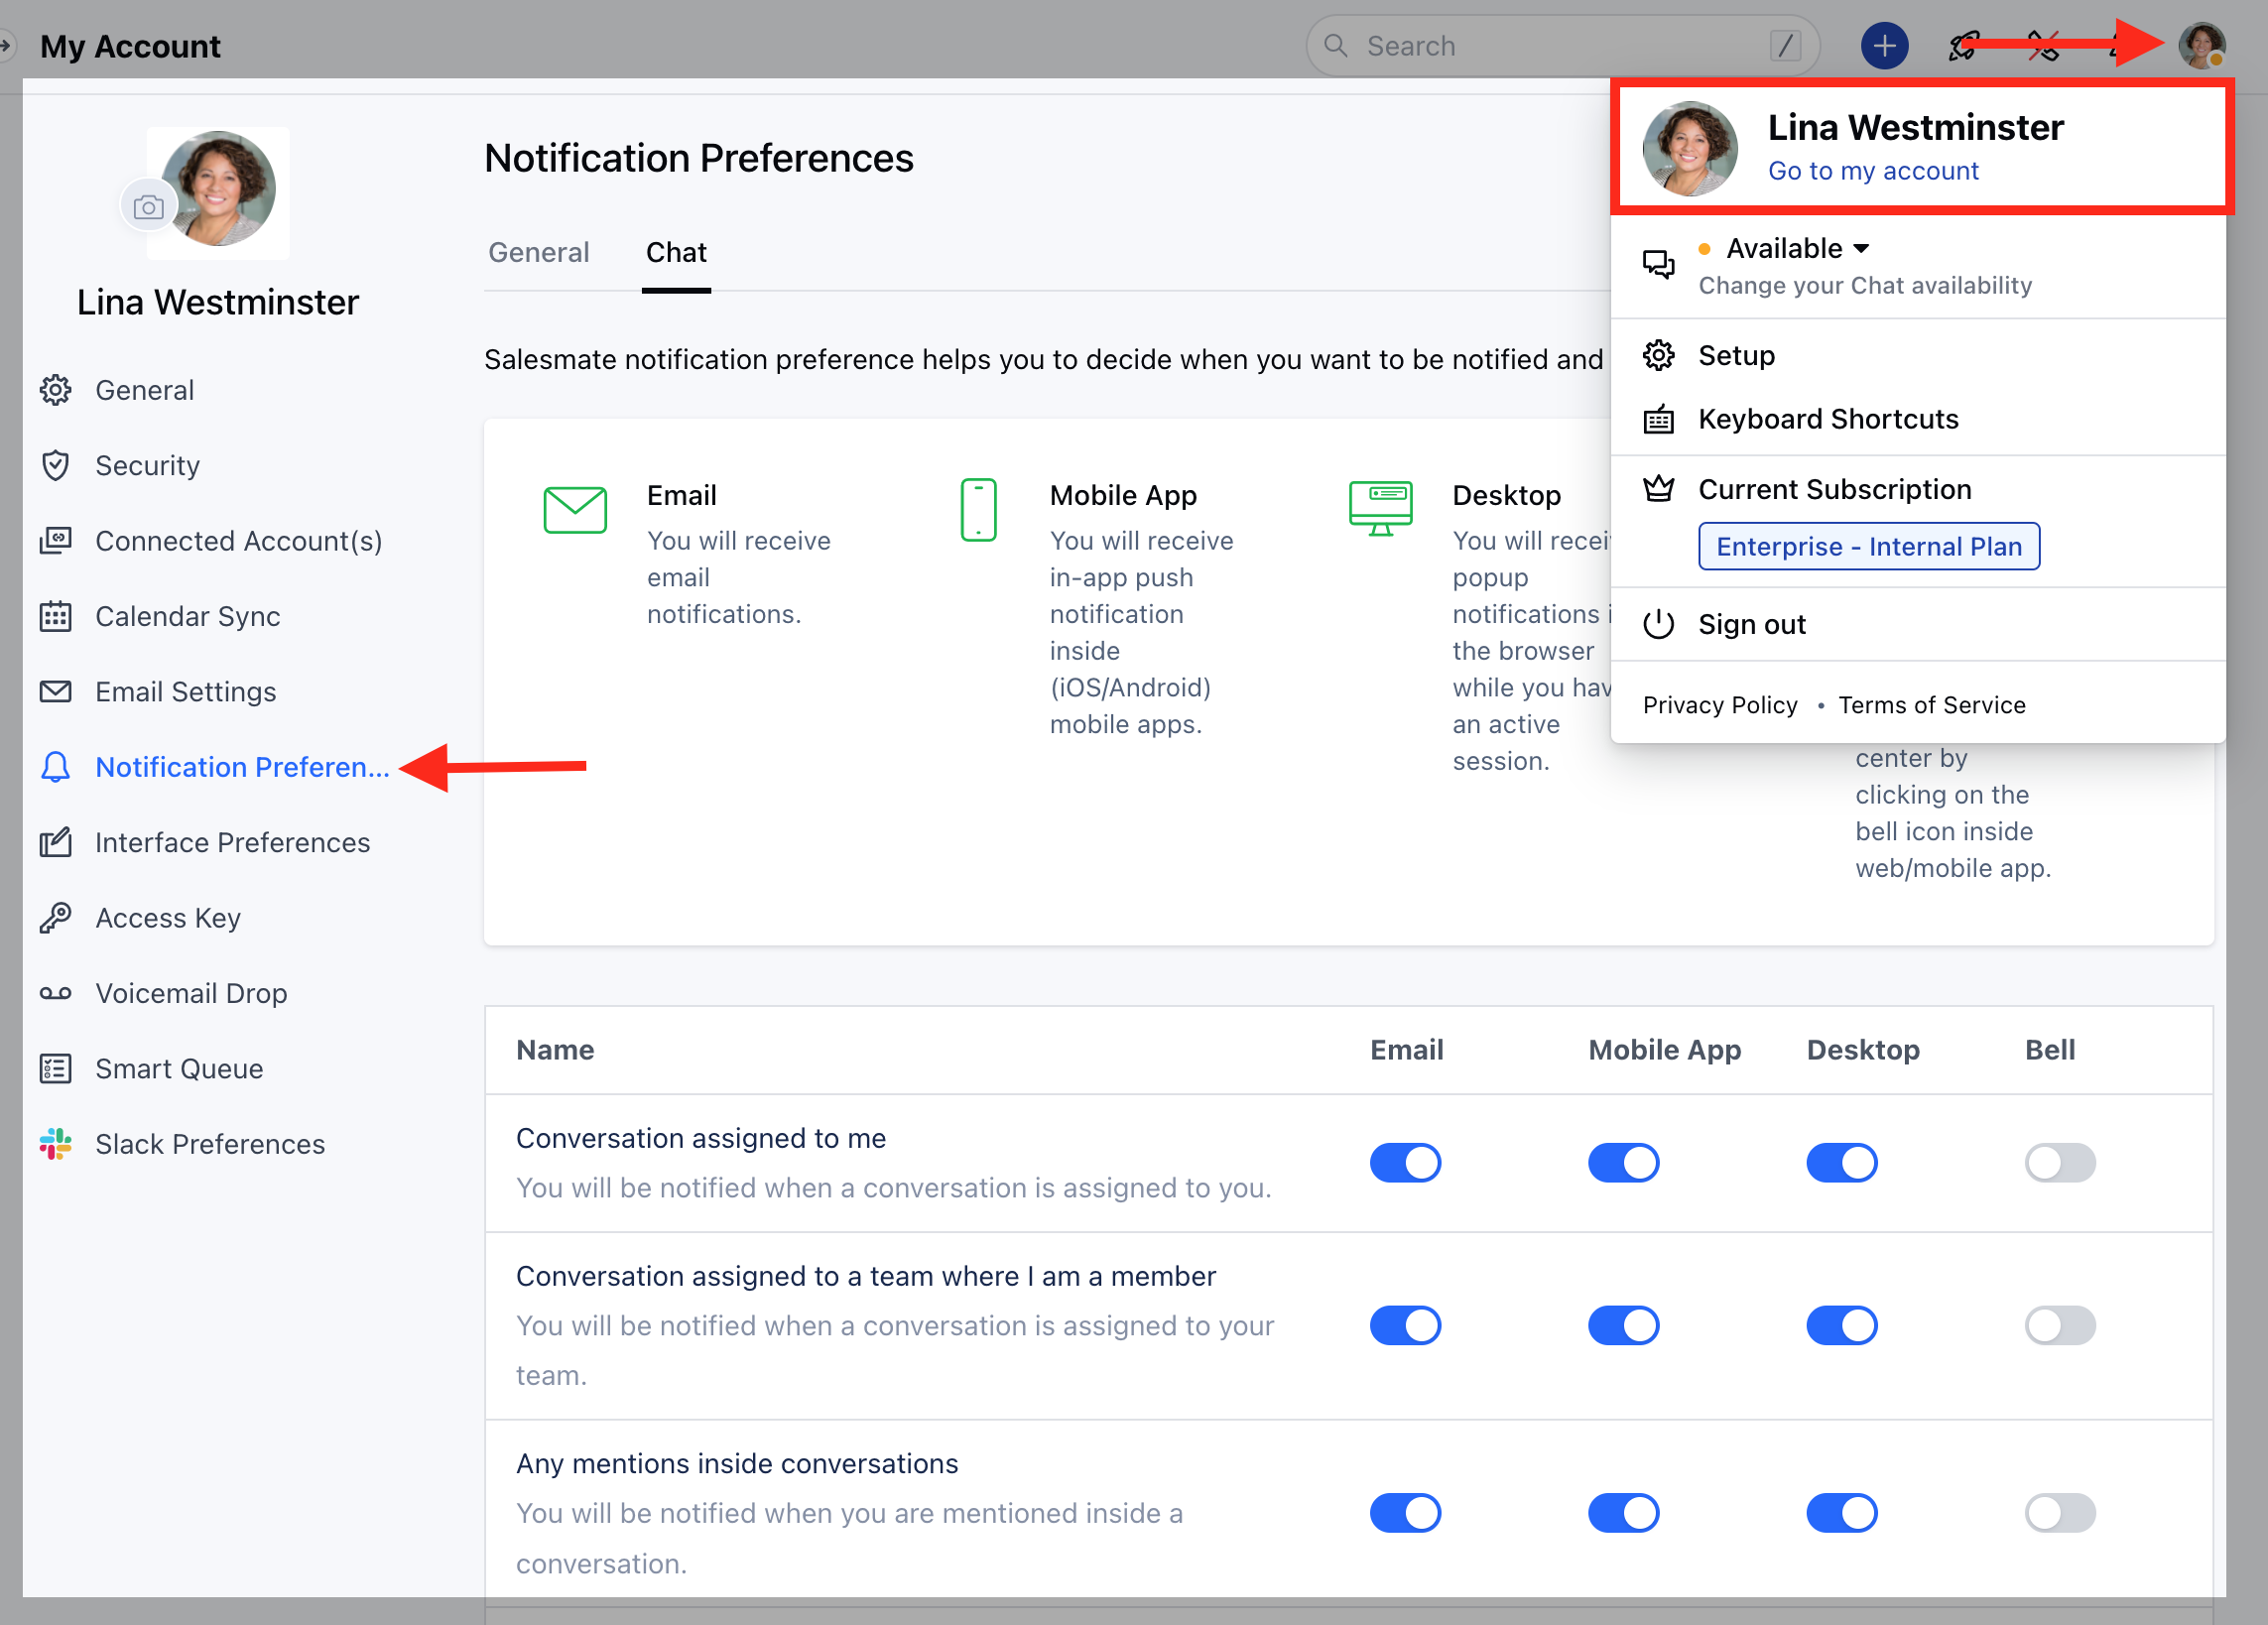 My Account
Search
/
Lina Westminster
General
Security
Connected Account(s)
Calendar Sync
Email Settings
Notification Preferen...
Interface Preferences
Access Key
Voicemail Drop
Smart Queue
Slack Preferences
Notification Preferences
General
Chat
Salesmate notification preference helps you to decide when you want to be notified and
Email
You will receive
email
notifications.
Mobile App
You will receive
in-app push
notification
inside
(iOS/Android)
mobile apps.
Desktop
You will
popup
notifications
the browser
while you
an active
session.
center by
clicking on the
bell icon inside
web/mobile app.
Lina Westminster
Go to my account
Available
Change your Chat availability
Setup
Keyboard Shortcuts
Current Subscription
Enterprise - Internal Plan
Sign out
Privacy Policy • Terms of Service
Name Email Mobile App Desktop Bell
Conversation assigned to me
You will be notified when a conversation is assigned to you.
Conversation assigned to a team where I am a member
You will be notified when a conversation is assigned to your
team.
Any mentions inside conversations
You will be notified when you are mentioned inside a
conversation.